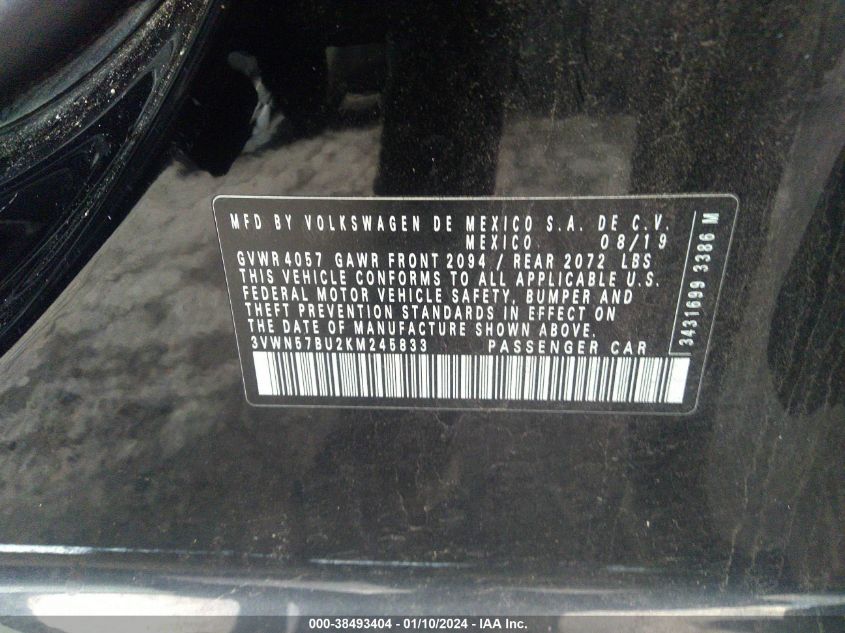 MFD BY VOLKSWAGEN DE MEXICO S.A. DE C.V.
MEXICO 08/19
GVWR 4057 GAWR FRONT 2094 / REAR 2072 LBS
THIS VEHICLE CONFORMS TO ALL APPLICABLE U.S.
FEDERAL MOTOR VEHICLE SAFETY, BUMPER AND
THEFT PREVENTION STANDARDS IN EFFECT ON
THE DATE OF MANUFACTURE SHOWN ABOVE.
3VWN57BU2KM245833 PASSENGER CAR
3431699 3386 M
000-38493404 - 01/10/2024 - IAA Inc.